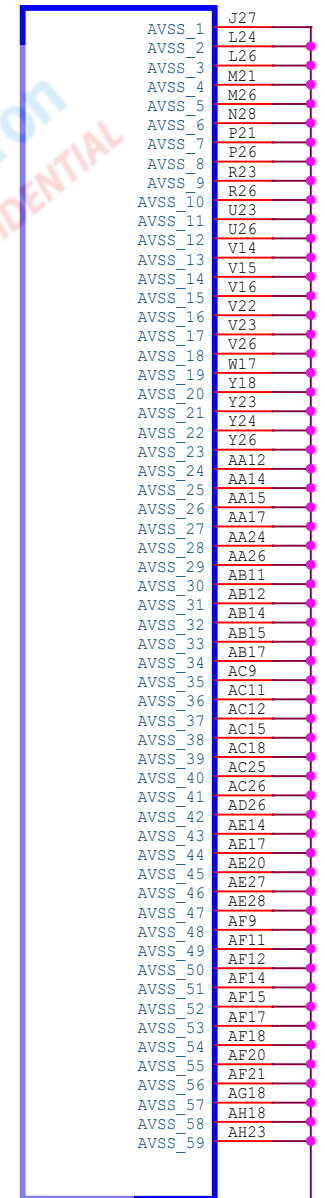 AVSS_1 J27
AVSS_2 L24
AVSS_3 L26
AVSS_4 M21
AVSS_5 M26
AVSS_6 N28
AVSS_7 P21
AVSS_8 P26
AVSS_9 R23
AVSS_10 R26
AVSS_11 U23
AVSS_12 U26
AVSS_13 V14
AVSS_14 V15
AVSS_15 V16
AVSS_16 V22
AVSS_17 V23
AVSS_18 V26
AVSS_19 W17
AVSS_20 Y18
AVSS_21 Y23
AVSS_22 Y24
AVSS_23 Y26
AVSS_24 AA12
AVSS_25 AA14
AVSS_26 AA15
AVSS_27 AA17
AVSS_28 AA24
AVSS_29 AA26
AVSS_30 AB11
AVSS_31 AB12
AVSS_32 AB14
AVSS_33 AB15
AVSS_34 AB17
AVSS_35 AC9
AVSS_36 AC11
AVSS_37 AC12
AVSS_38 AC15
AVSS_39 AC18
AVSS_40 AC25
AVSS_41 AC26
AVSS_42 AD26
AVSS_43 AE14
AVSS_44 AE17
AVSS_45 AE20
AVSS_46 AE27
AVSS_47 AE28
AVSS_48 AF9
AVSS_49 AF11
AVSS_50 AF12
AVSS_51 AF14
AVSS_52 AF15
AVSS_53 AF17
AVSS_54 AF18
AVSS_55 AF20
AVSS_56 AF21
AVSS_57 AG18
AVSS_58 AH18
AVSS_59 AH23